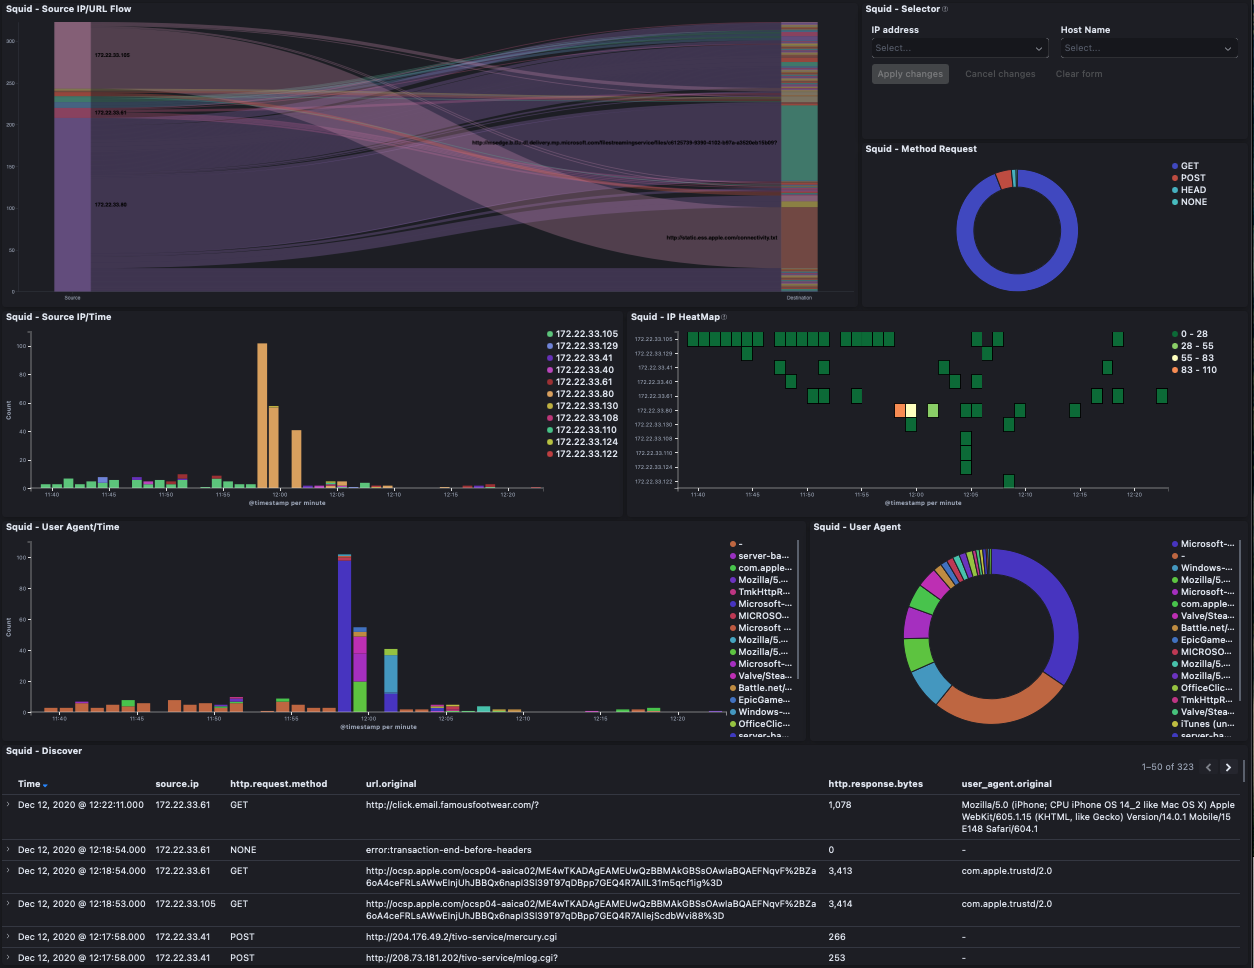 Squid - Source IP/URL Flow
300
250
200
150
100
50
0
172.22.33.105
172.22.33.61
172.22.33.80
http://static.ess.apple.com/connectivity.txt
Source
Destination
Squid - Selector
IP address
Host Name
Select...
Select...
Apply changes
Cancel changes
Clear form
Squid - Method Request
GET
POST
HEAD
NONE
Squid - Source IP/Time
Count
100
80
60
40
20
0
11:40
11:45
11:50
11:55
12:00
12:05
12:10
12:15
12:20
@timestamp per minute
172.22.33.105
172.22.33.129
172.22.33.41
172.22.33.40
172.22.33.61
172.22.33.80
172.22.33.130
172.22.33.108
172.22.33.110
172.22.33.124
172.22.33.122
Squid - IP HeatMap
172.22.33.105
172.22.33.129
172.22.33.41
172.22.33.40
172.22.33.61
172.22.33.80
172.22.33.130
172.22.33.108
172.22.33.110
172.22.33.124
172.22.33.122
11:40
11:45
11:50
11:55
12:00
12:05
12:10
12:15
12:20
@timestamp per minute
0 - 28
28 - 55
55 - 83
83 - 110
Squid - User Agent/Time
Count
100
80
60
40
20
0
11:40
11:45
11:50
11:55
12:00
12:05
12:10
12:15
12:20
@timestamp per minute
-
server-ba...
com.apple...
Mozilla/5....
TmkHttpR...
Microsoft-...
MICROSO...
Microsoft ...
Mozilla/5....
Mozilla/5....
Microsoft-...
Valve/Stea...
Battle.net/...
EpicGame...
Windows-...
OfficeClic...
server-ba...
Squid - User Agent
Microsoft-...
-
Windows-...
Mozilla/5....
Microsoft-...
com.apple...
Valve/Stea...
Battle.net/...
EpicGame...
MICROSO...
Mozilla/5....
Mozilla/5....
OfficeClic...
TmkHttpR...
Valve/Stea...
iTunes (un...
server-ba...
Squid - Discover
1–50 of 323
Time source.ip http.request.method url.original http.response.bytes user_agent.original
Dec 12, 2020 @ 12:22:11.000 172.22.33.61 GET http://click.email.famousfootwear.com/? 1,078 Mozilla/5.0 (iPhone; CPU iPhone OS 14_2 like Mac OS X) Apple
WebKit/605.1.15 (KHTML, like Gecko) Version/14.0.1 Mobile/15
E148 Safari/604.1
Dec 12, 2020 @ 12:18:54.000 172.22.33.61 NONE error:transaction-end-before-headers 0 -
Dec 12, 2020 @ 12:18:54.000 172.22.33.61 GET http://ocsp.apple.com/ocsp04-aaica02/ME4wTKADAgEAMEUwQzBBMAkGBSsOAwIaBQAEFNqvF%2BZa 3,413 com.apple.trustd/2.0
6oA4ceFRLsAWwEInjUhJBBQx6napI3SI39T97qDBpp7GEQ4R7AIIL31m5qcf1ig%3D
Dec 12, 2020 @ 12:18:53.000 172.22.33.105 GET http://ocsp.apple.com/ocsp04-aaica02/ME4wTKADAgEAMEUwQzBBMAkGBSsOAwIaBQAEFNqvF%2BZa 3,414 com.apple.trustd/2.0
6oA4ceFRLsAWwEInjUhJBBQx6napI3SI39T97qDBpp7GEQ4R7AIIejScdbWvi88%3D
Dec 12, 2020 @ 12:17:58.000 172.22.33.41 POST http://204.176.49.2/tivo-service/mercury.cgi 266 -
Dec 12, 2020 @ 12:17:58.000 172.22.33.41 POST http://208.73.181.202/tivo-service/mlog.cgi? 253 -